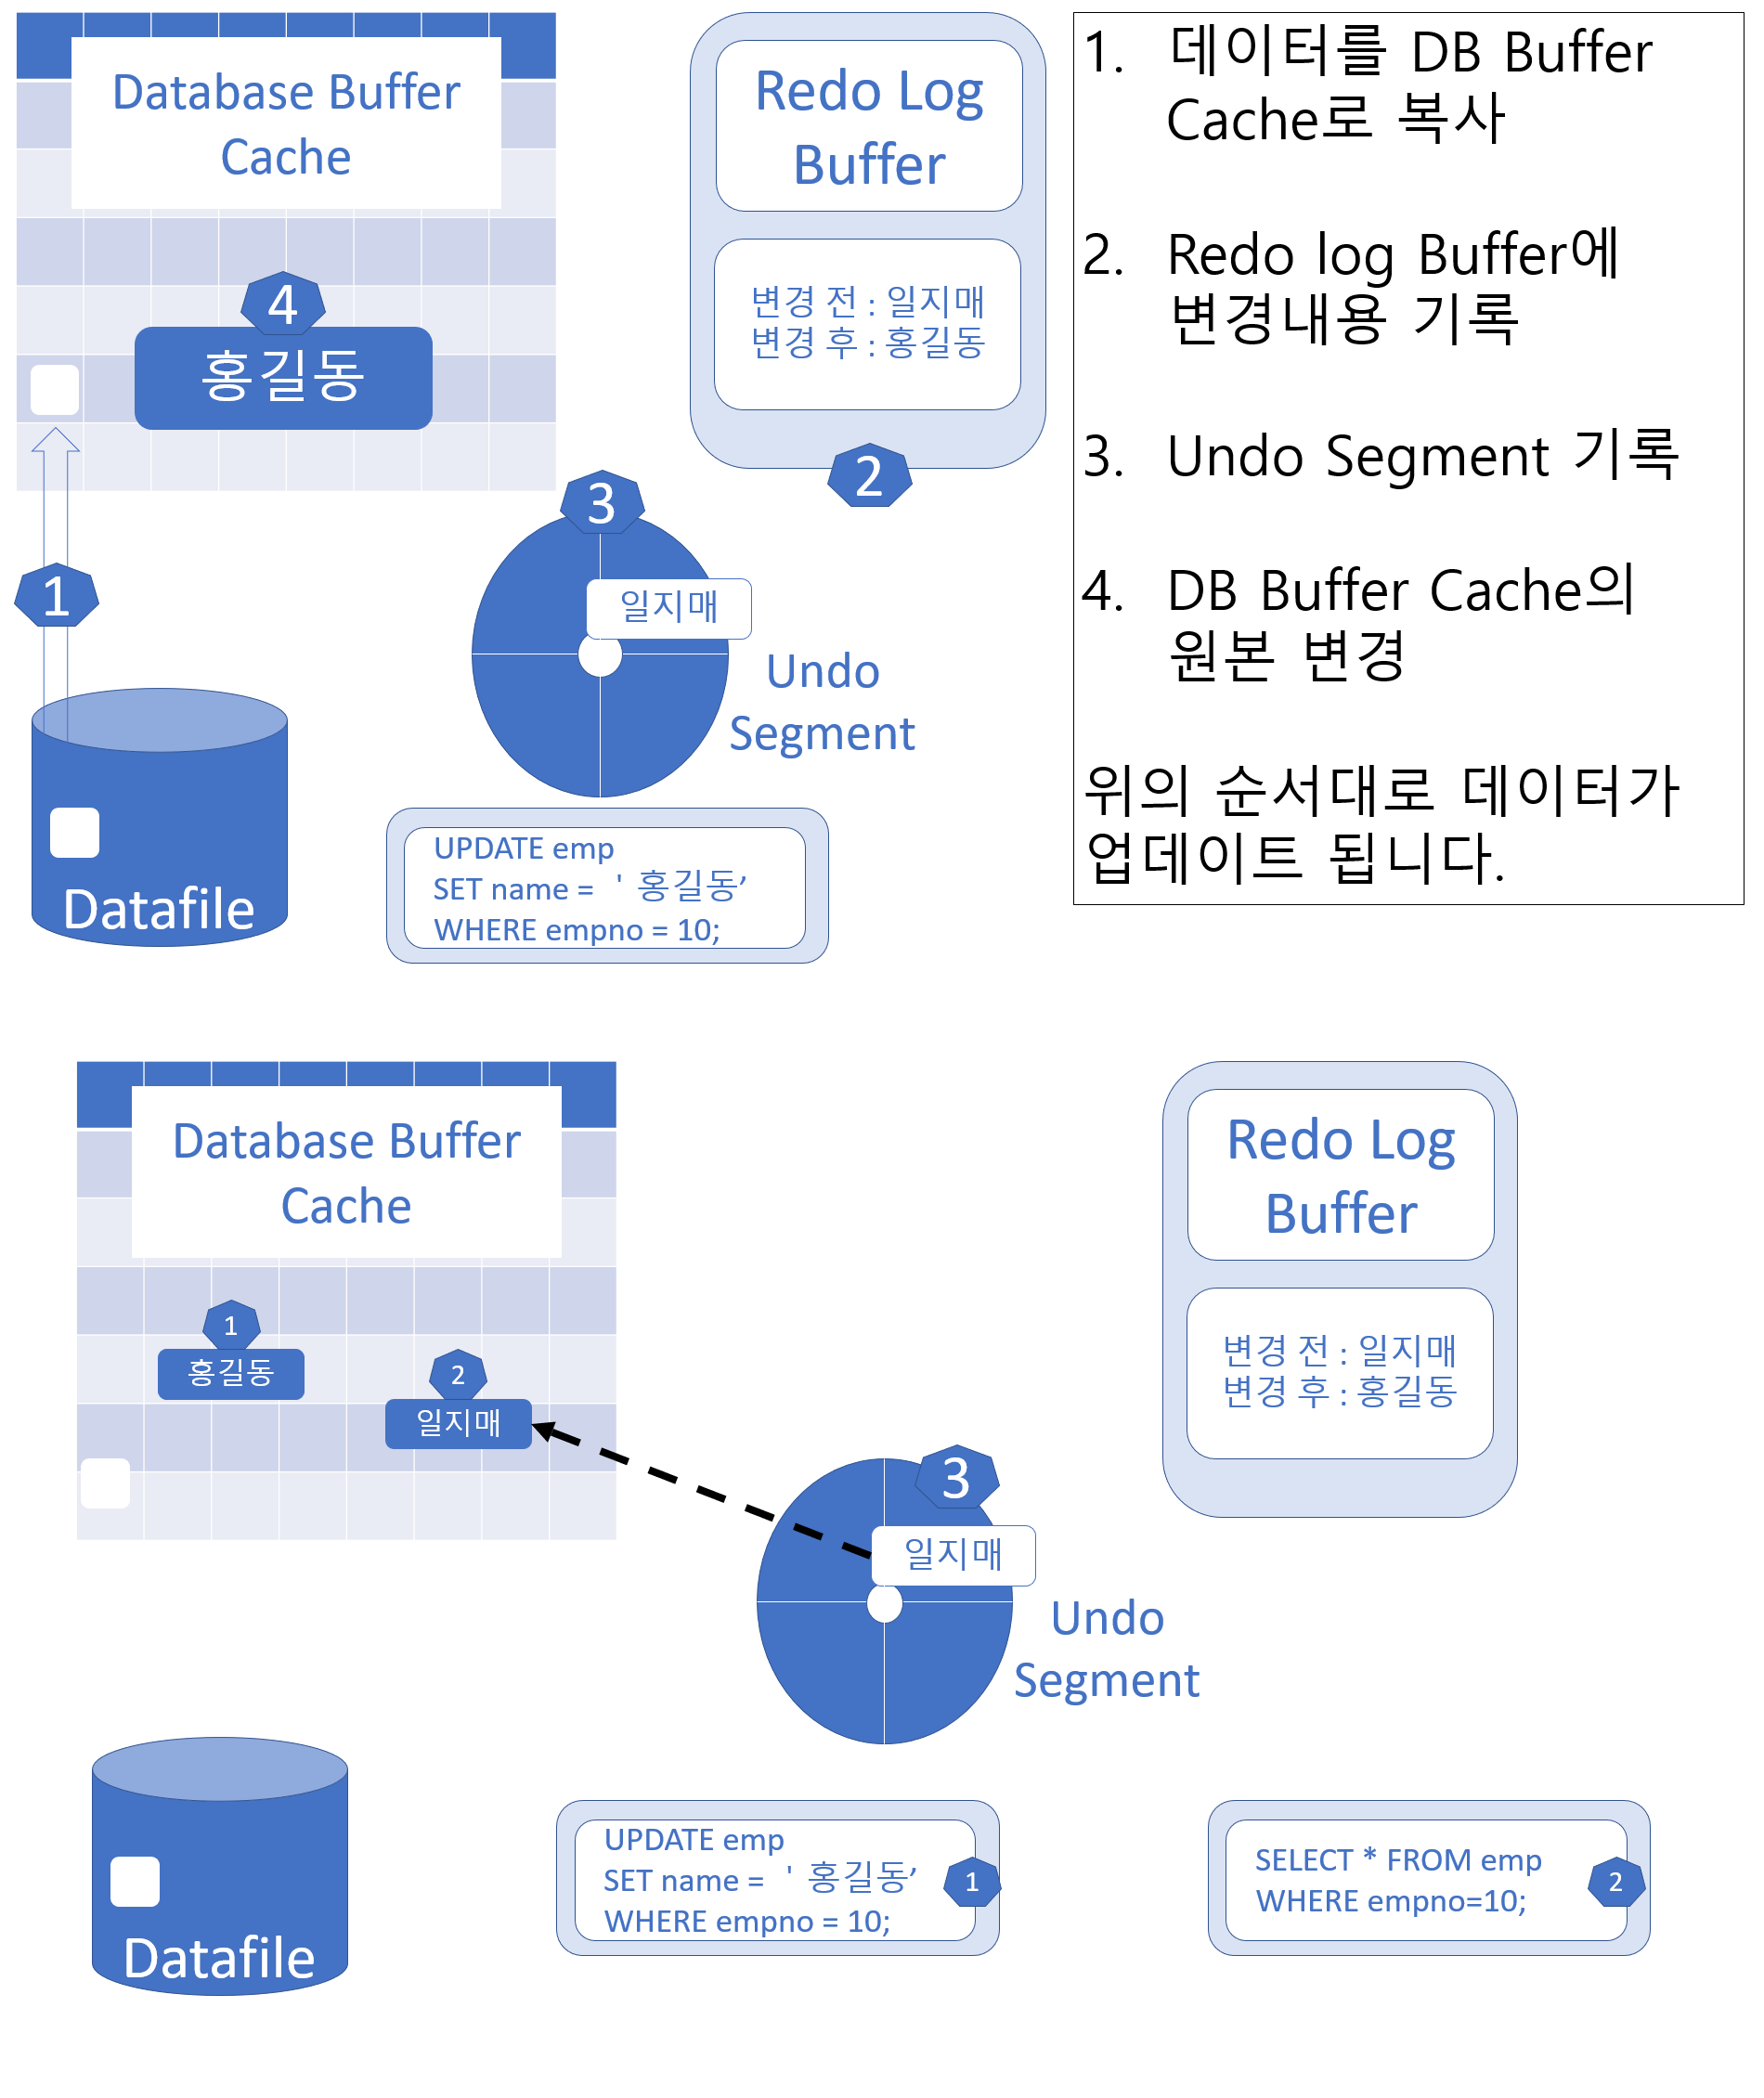 Database Buffer
Cache
4
홍길동
1
Datafile
Redo Log
Buffer
변경 전 : 일지매
변경 후 : 홍길동
2
3
일지매
Undo
Segment
UPDATE emp
SET name = ' 홍길동’
WHERE empno = 10;
1. 데이터를 DB Buffer
Cache로 복사
2. Redo log Buffer에
변경내용 기록
3. Undo Segment 기록
4. DB Buffer Cache의
원본 변경
위의 순서대로 데이터가
업데이트 됩니다.
Database Buffer
Cache
1
홍길동
2
일지매
Redo Log
Buffer
변경 전 : 일지매
변경 후 : 홍길동
3
일지매
Undo
Segment
Datafile
UPDATE emp
SET name = ' 홍길동’
WHERE empno = 10;
1
SELECT * FROM emp
WHERE empno=10;
2